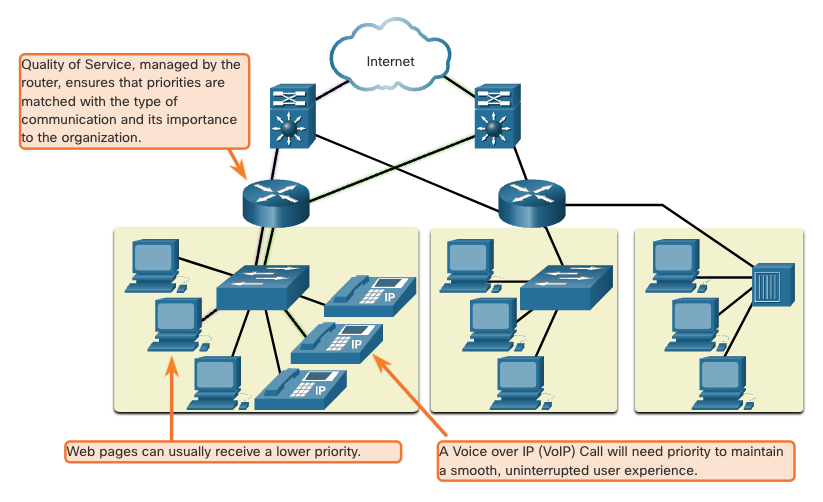 Internet
Quality of Service, managed by the
router, ensures that priorities are
matched with the type of
communication and its importance
to the organization.
IP
IP
IP
Web pages can usually receive a lower priority.
A Voice over IP (VoIP) Call will need priority to maintain
a smooth, uninterrupted user experience.